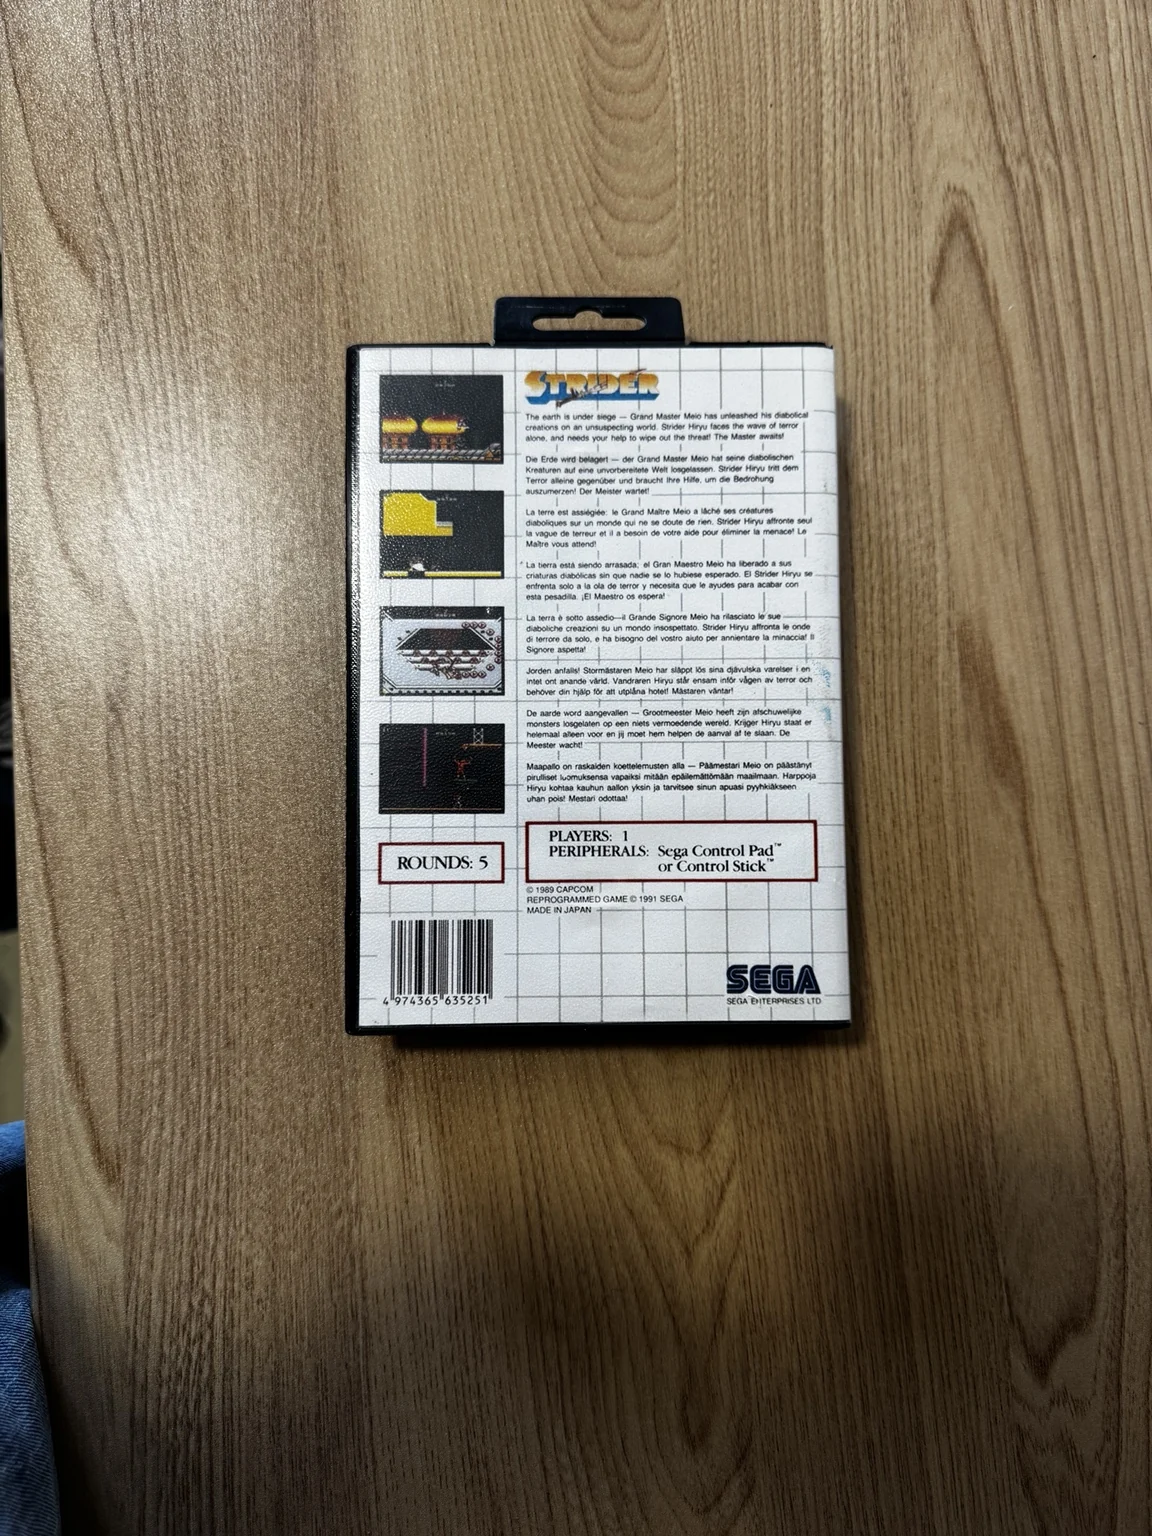 STRIDER
The earth is under siege — Grand Master Meio has unleashed his diabolical
creations on an unsuspecting world. Strider Hiryu faces the wave of terror
alone, and needs your help to wipe out the threat! The Master awaits!
Die Erde wird belagert — der Grand Master Meio hat seine diabolischen
Kreaturen auf eine unvorbereitete Welt losgelassen. Strider Hiryu tritt dem
Terror alleine gegenüber und braucht Ihre Hilfe, um die Bedrohung
auszumerzen! Der Meister wartet!
La terre est assiégée: le Grand Maître Meio a lâché ses créatures
diaboliques sur un monde qui ne se doute de rien. Strider Hiryu affronte seul
la vague de terreur et il a besoin de votre aide pour éliminer la menace! Le
Maître vous attend!
La tierra está siendo arrasada; el Gran Maestro Meio ha liberado a sus
criaturas diabólicas sin que nadie se lo hubiese esperado. El Strider Hiryu se
enfrenta solo a la ola de terror y necesita que le ayudes para acabar con
esta pesadilla. ¡El Maestro os espera!
La terra è sotto assedio—il Grande Signore Meio ha rilasciato le sue
diaboliche creazioni su un mondo insospettato. Strider Hiryu affronta le onde
di terrore da solo, e ha bisogno del vostro aiuto per annientare la minaccia! Il
Signore aspetta!
Jorden anfalls! Stormästaren Meio har släppt lös sina djävulska varelser i en
intet ont anande värld. Vandraren Hiryu står ensam inför vågen av terror och
behöver din hjälp för att utplåna hotet! Mästaren väntar!
De aarde word aangevallen — Grootmeester Meio heeft zijn afschuwelijke
monsters losgelaten op een niets vermoedende wereld. Krijger Hiryu staat er
helemaal alleen voor en jij moet hem helpen de aanval af te slaan. De
Meester wacht!
Maapallo on raskaiden koettelemusten alla — Päämestari Meio on päästänyt
pirulliset luomuksensa vapaiksi mitään epäilemättömään maailmaan. Harppoja
Hiryu kohtaa kauhun aallon yksin ja tarvitsee sinun apuasi pyyhkiäkseen
uhan pois! Mestari odottaa!
PLAYERS: 1
PERIPHERALS: Sega Control Pad™
or Control Stick™
ROUNDS: 5
© 1989 CAPCOM
REPROGRAMMED GAME © 1991 SEGA
MADE IN JAPAN
4 974365 635251
SEGA
SEGA ENTERPRISES LTD